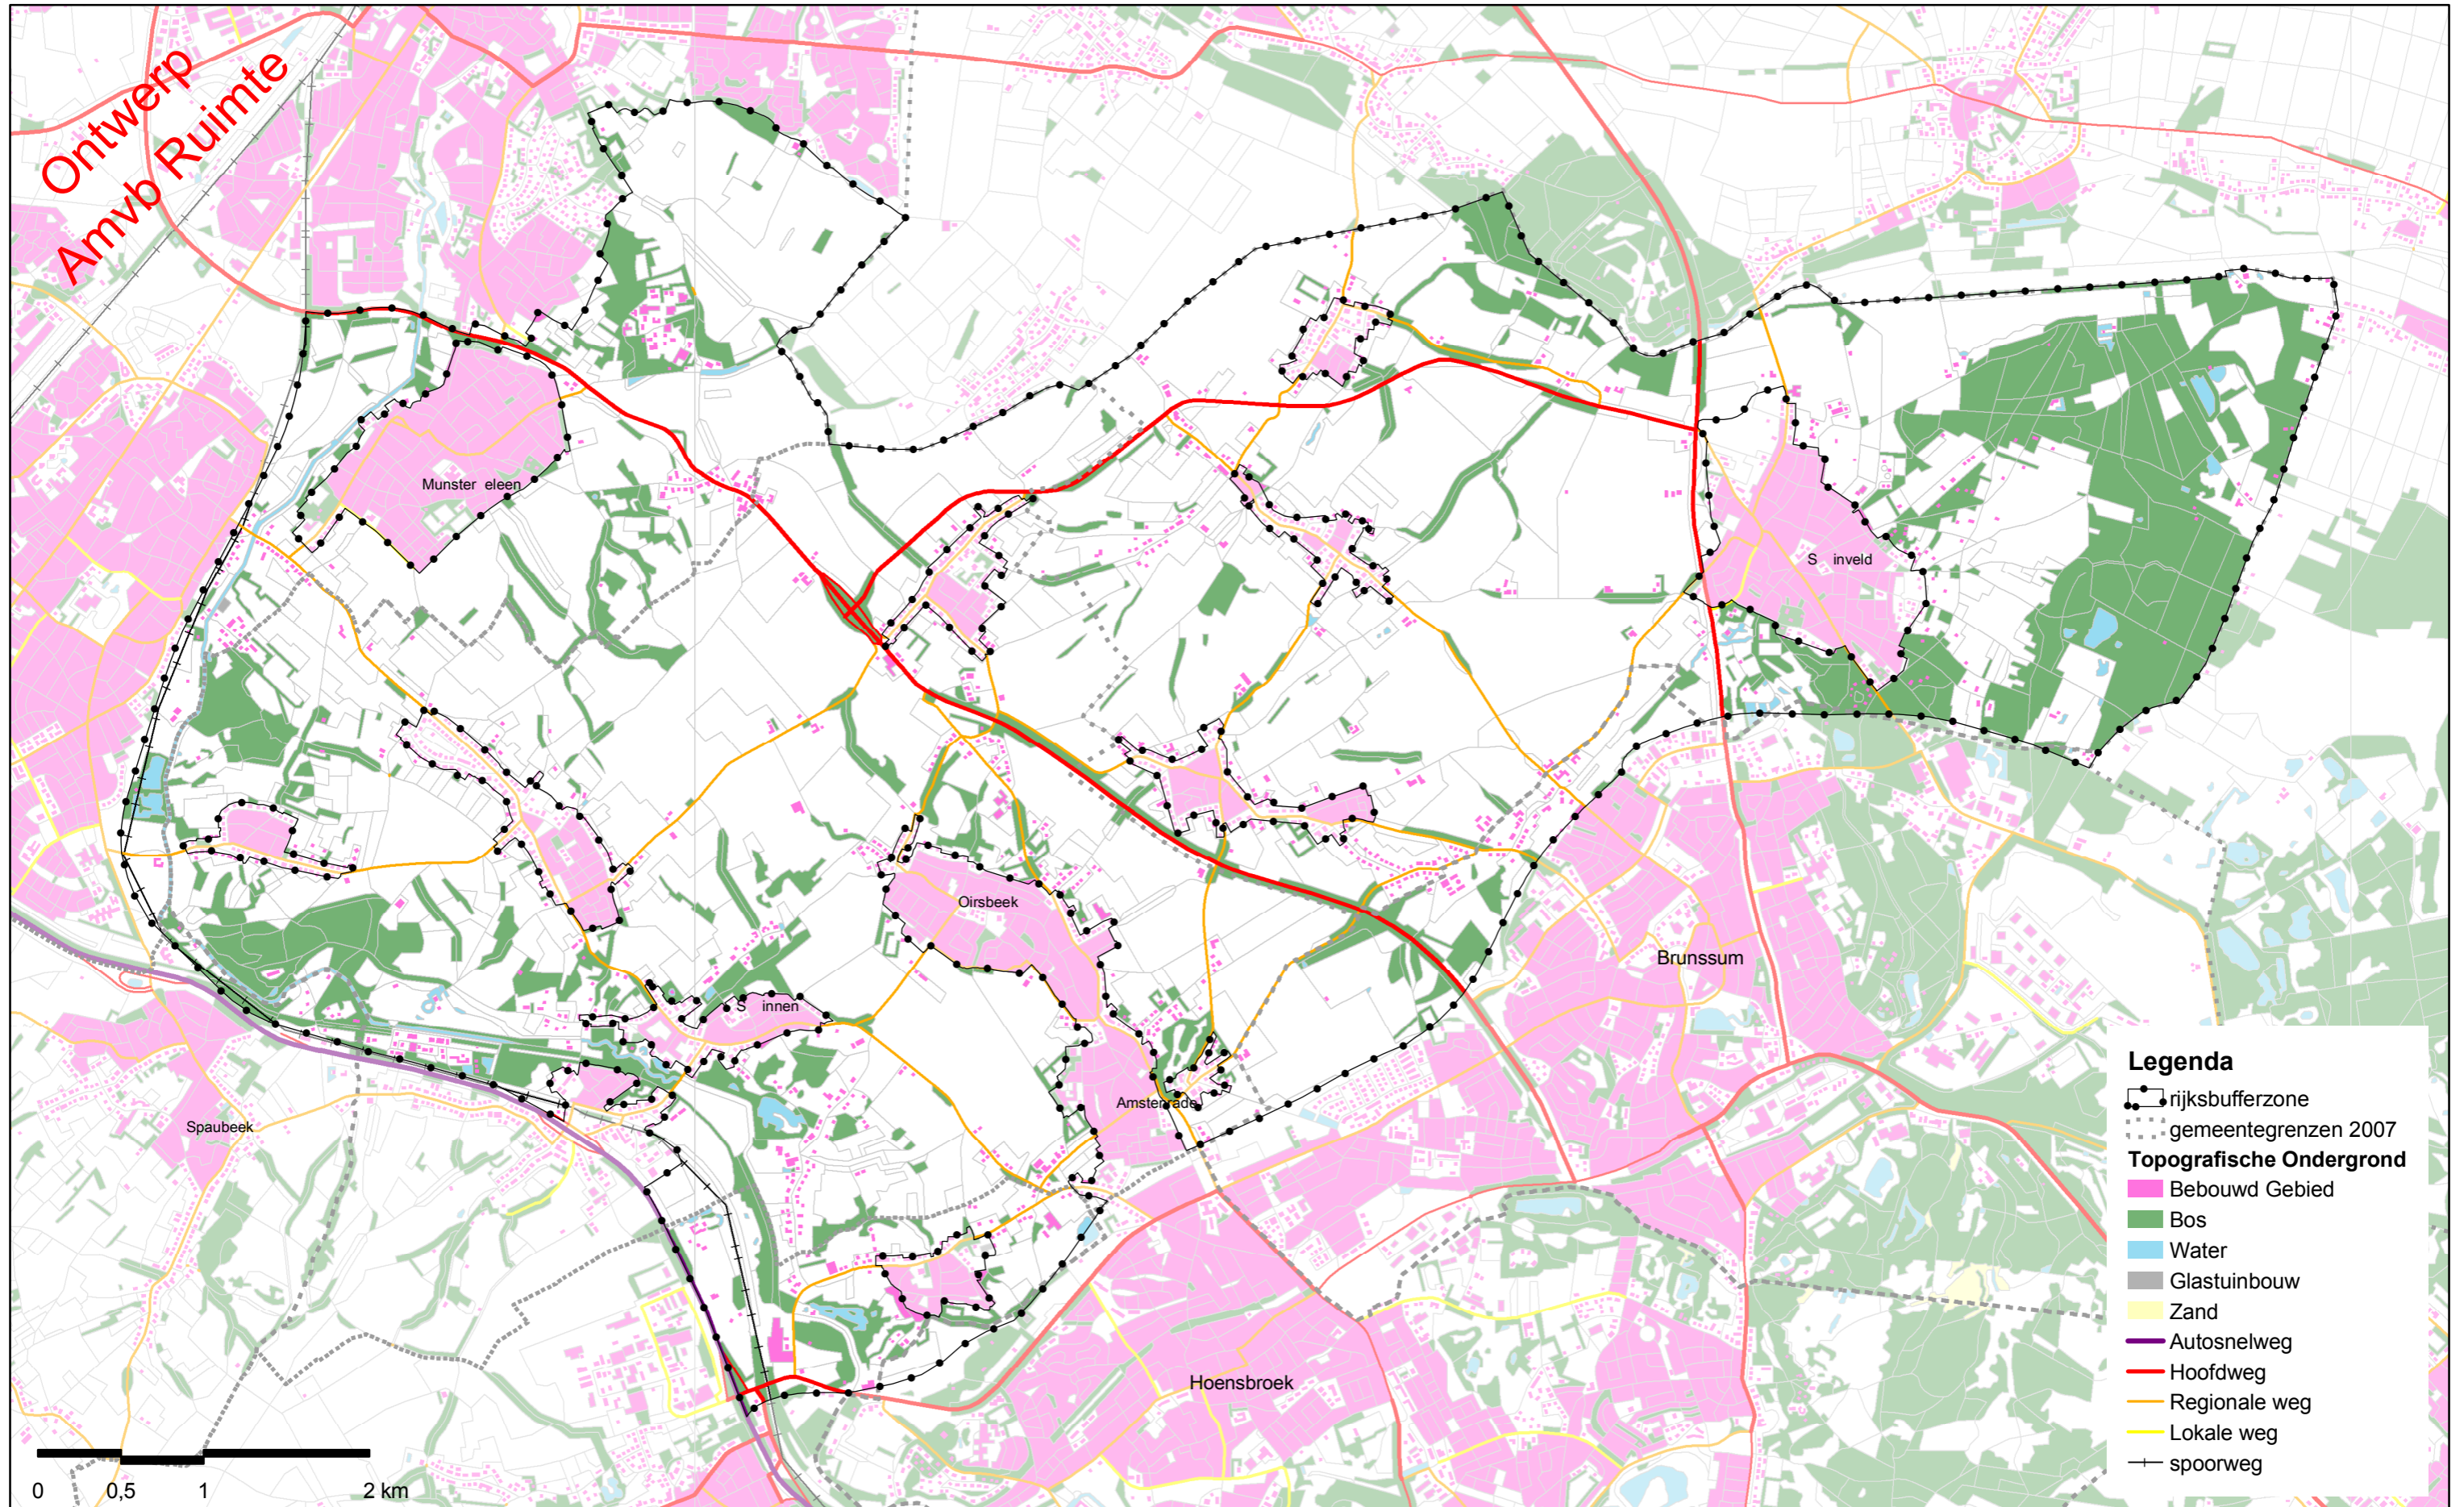 Ontwerp
Amvb Ruimte
Munster eleen
S inveld
Oirsbeek
Brunssum
S innen
Amstenrade
Spaubeek
Hoensbroek
Legenda
rijksbufferzone
gemeentegrenzen 2007
Topografische Ondergrond
Bebouwd Gebied
Bos
Water
Glastuinbouw
Zand
Autosnelweg
Hoofdweg
Regionale weg
Lokale weg
spoorweg
0 0,5 1 2 km